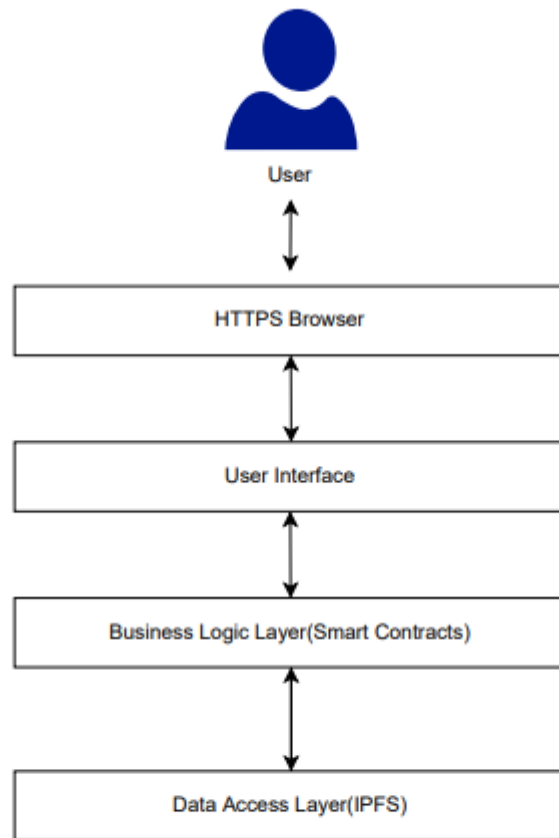 User
HTTPS Browser
User Interface
Business Logic Layer(Smart Contracts)
Data Access Layer(IPFS)